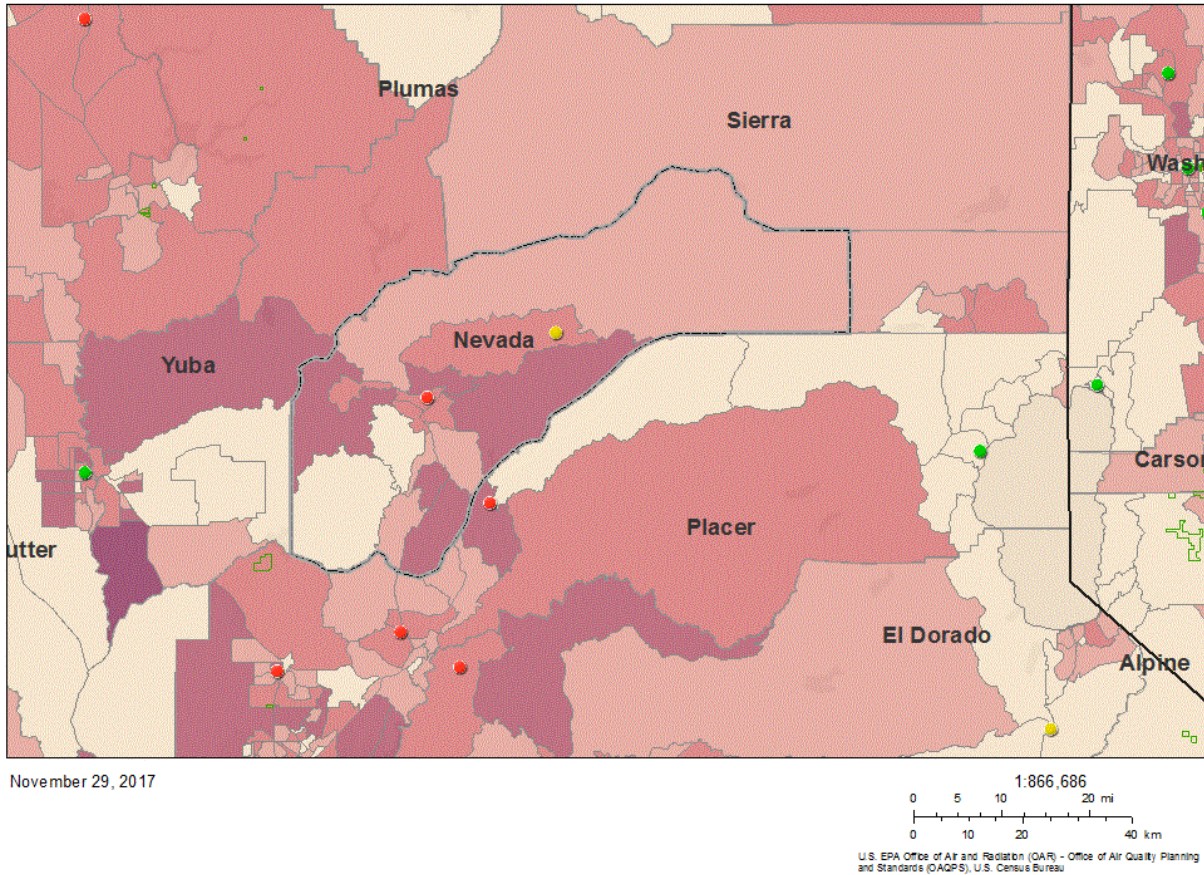 Plumas
Sierra
Wash
Nevada
Yuba
Carson
Placer
utter
El Dorado
Alpine
November 29, 2017
1:866,686
0 5 10 20 mi
0 10 20 40 km
U.S. EPA Office of Air and Radiation (OAR) - Office of Air Quality Planning
and Standards (OAQPS), U.S. Census Bureau